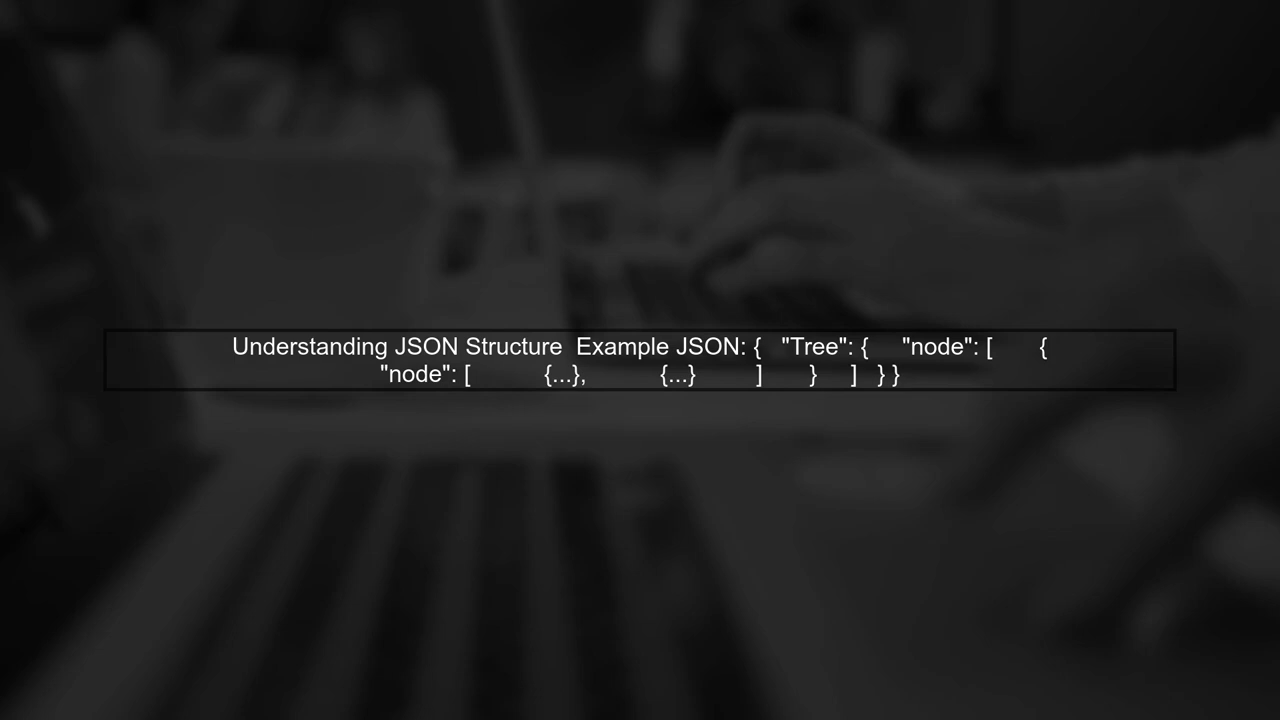 Understanding JSON Structure  Example JSON: {   "Tree": {     "node": [       {
"node": [           {...},           {...}         ]       }     ]   } }